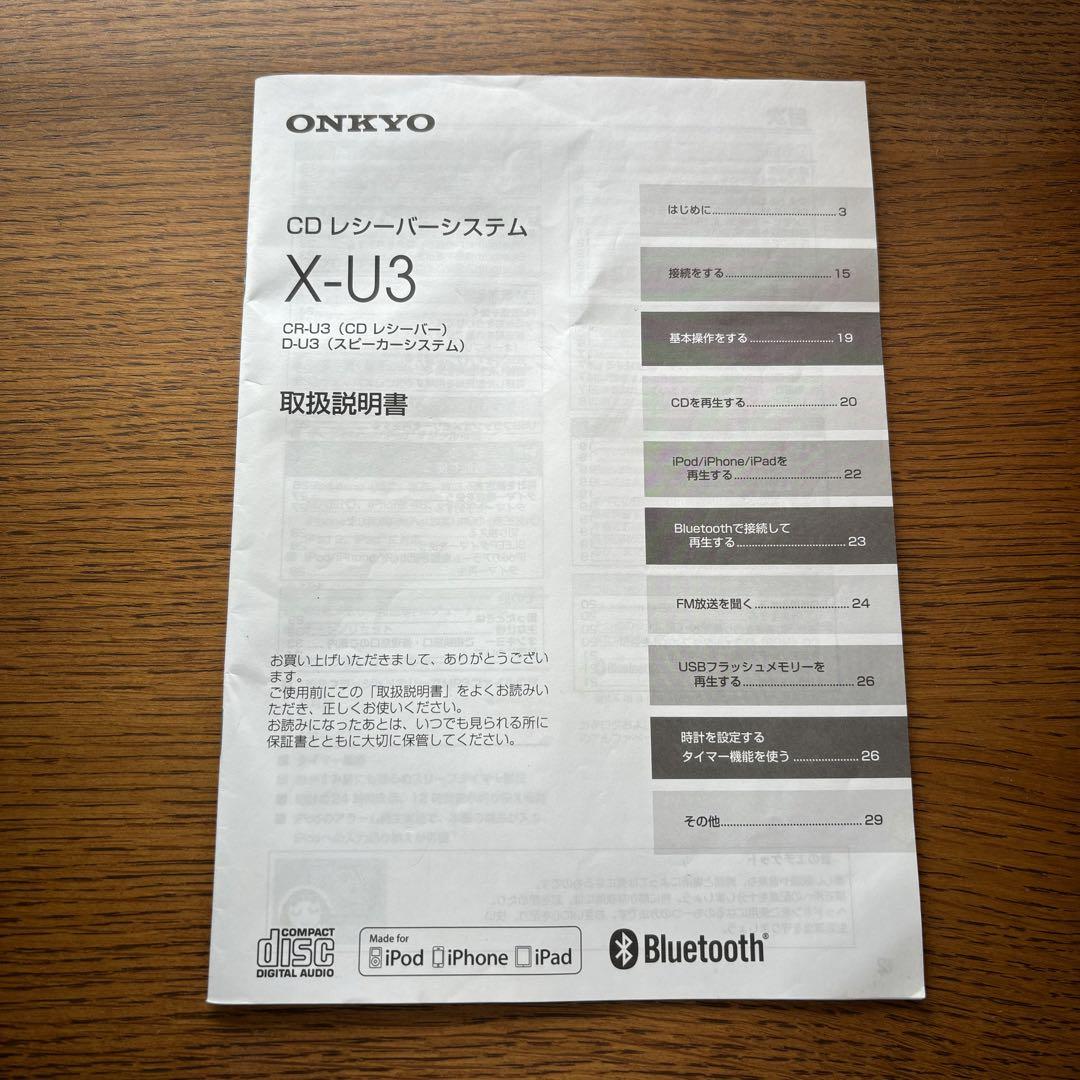 ONKYO
CD レシーバーシステム
X-U3
CR-U3（CD レシーバー）
D-U3（スピーカーシステム）
取扱説明書
お買い上げいただきまして、ありがとうござい
ます。
ご使用前にこの「取扱説明書」をよくお読みい
ただき、正しくお使いください。
お読みになったあとは、いつでも見られる所に
保証書とともに大切に保管してください。
はじめに........................................ 3
接続をする.................................. 15
基本操作をする........................... 19
CDを再生する............................. 20
iPod/iPhone/iPadを
再生する.................................. 22
Bluetoothで接続して
再生する.................................. 23
FM放送を聞く.............................. 24
USBフラッシュメモリーを
再生する.................................. 26
時計を設定する
タイマー機能を使う..................... 26
その他............................................ 29
COMPACT
disc
DIGITAL AUDIO
Made for
iPod iPhone iPad
Bluetooth®